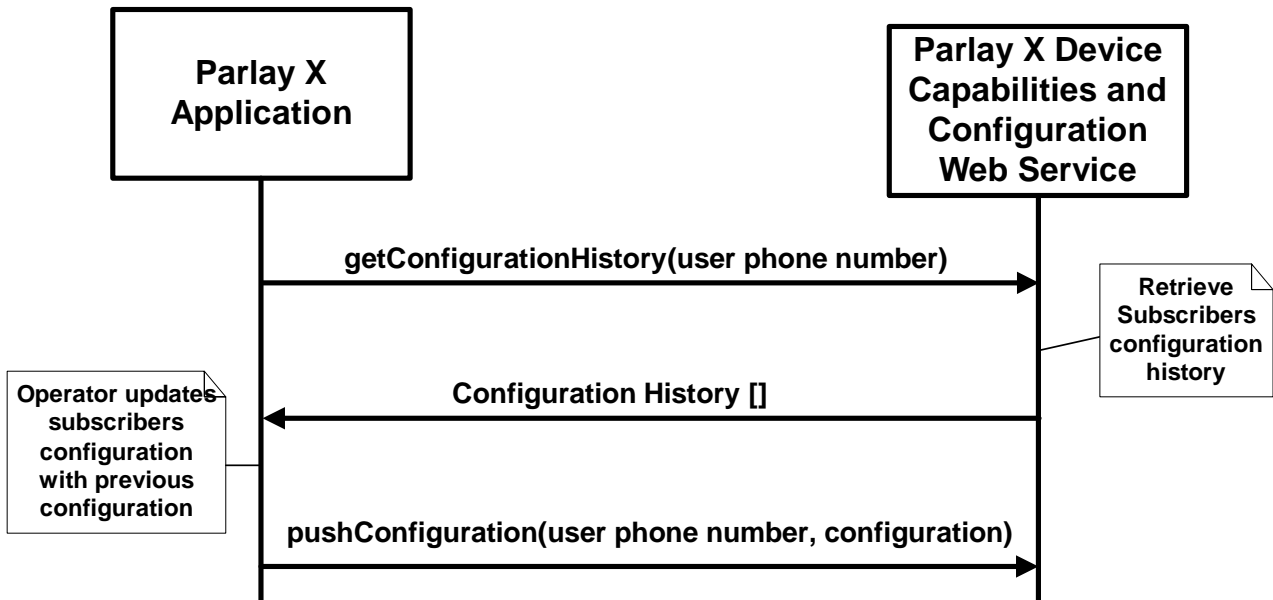 Parlay X
Application
Parlay X Device
Capabilities and
Configuration
Web Service
getConfigurationHistory(user phone number)
Retrieve
Subscribers
configuration
history
Configuration History []
Operator updates
subscribers
configuration
with previous
configuration
pushConfiguration(user phone number, configuration)